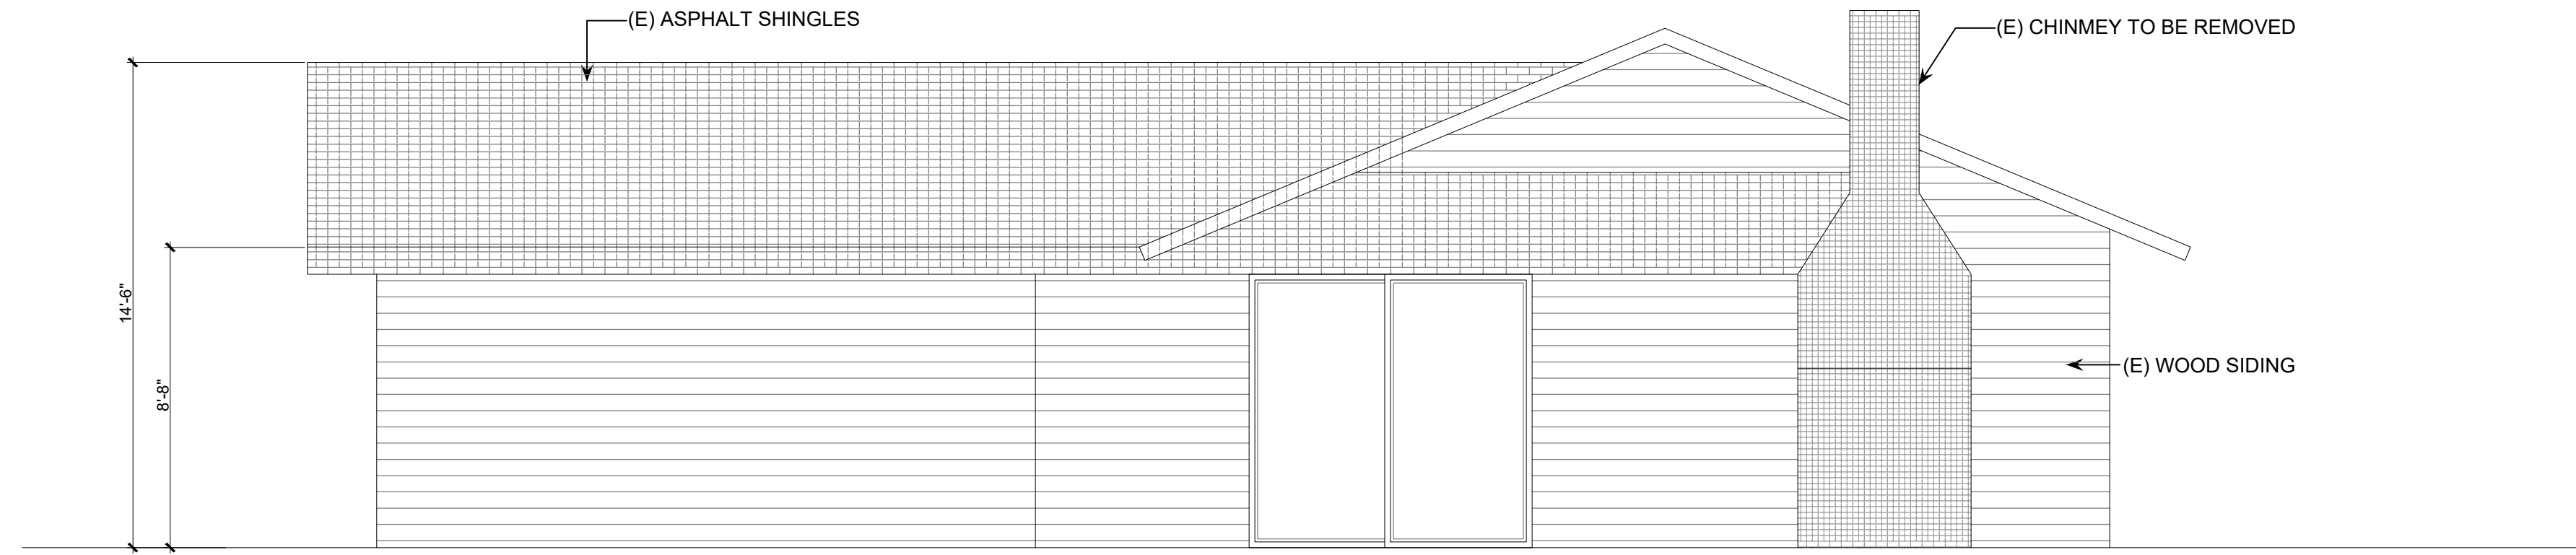 (E) ASPHALT SHINGLES
(E) CHINMEY TO BE REMOVED
14'-6"
8'-8"
(E) WOOD SIDING